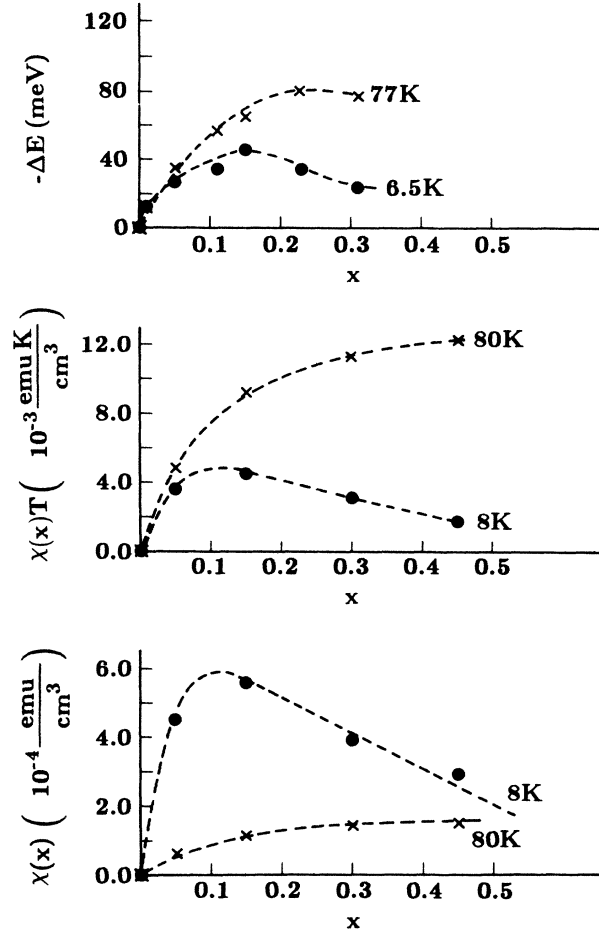 120
80
40
0
-ΔE (meV)
77K
6.5K
0.1 0.2 0.3 0.4 0.5
x
12.0
8.0
4.0
0.0
χ(x)T ( 10⁻³ emu K / cm³ )
80K
8K
0.1 0.2 0.3 0.4 0.5
x
6.0
4.0
2.0
0.0
χ(x) ( 10⁻⁴ emu / cm³ )
8K
80K
0.1 0.2 0.3 0.4 0.5
x